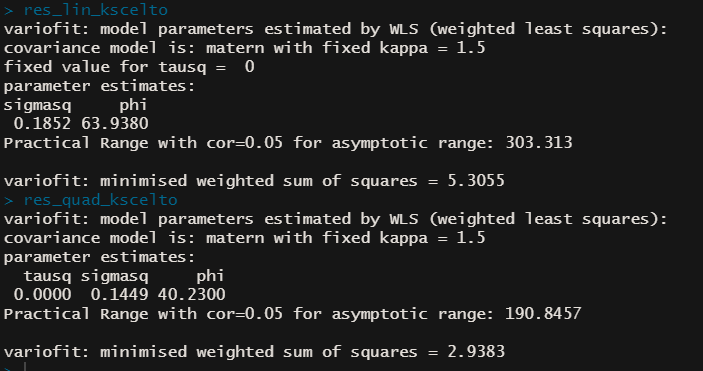 > res_lin_kscelto
variofit: model parameters estimated by WLS (weighted least squares):
covariance model is: matern with fixed kappa = 1.5
fixed value for tausq =  0
parameter estimates:
sigmasq     phi
 0.1852 63.9380
Practical Range with cor=0.05 for asymptotic range: 303.313

variofit: minimised weighted sum of squares = 5.3055
> res_quad_kscelto
variofit: model parameters estimated by WLS (weighted least squares):
covariance model is: matern with fixed kappa = 1.5
parameter estimates:
  tausq sigmasq     phi
 0.0000  0.1449 40.2300
Practical Range with cor=0.05 for asymptotic range: 190.8457

variofit: minimised weighted sum of squares = 2.9383
>